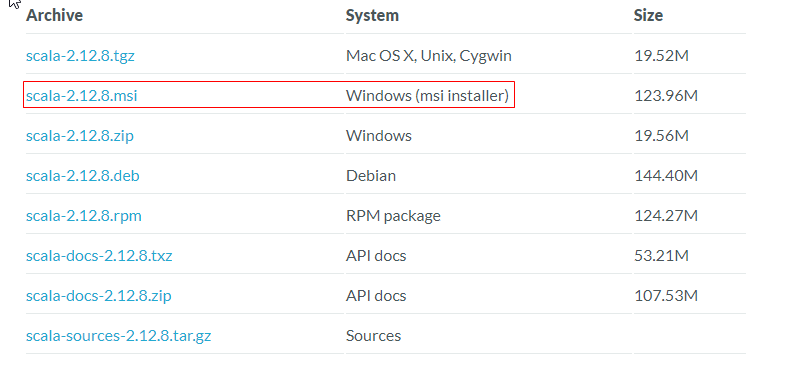 Archive System Size
scala-2.12.8.tgz Mac OS X, Unix, Cygwin 19.52M
scala-2.12.8.msi Windows (msi installer) 123.96M
scala-2.12.8.zip Windows 19.56M
scala-2.12.8.deb Debian 144.40M
scala-2.12.8.rpm RPM package 124.27M
scala-docs-2.12.8.txz API docs 53.21M
scala-docs-2.12.8.zip API docs 107.53M
scala-sources-2.12.8.tar.gz Sources